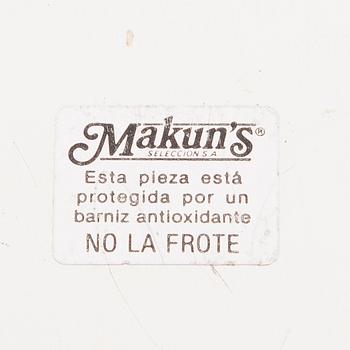 Makun's®
SELECCION S.A
Esta pieza está
protegida por un
barniz antioxidante
NO LA FROTE